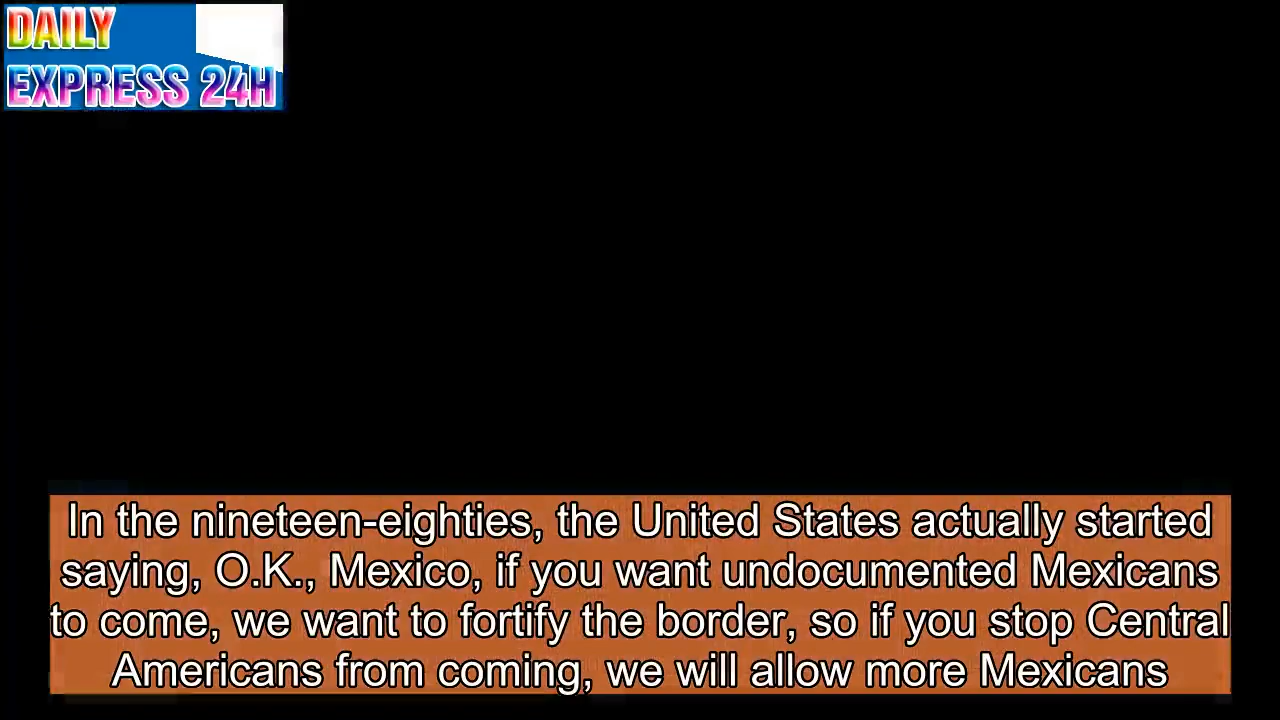 DAILY
EXPRESS 24H
In the nineteen-eighties, the United States actually started
saying, O.K., Mexico, if you want undocumented Mexicans
to come, we want to fortify the border, so if you stop Central
Americans from coming, we will allow more Mexicans